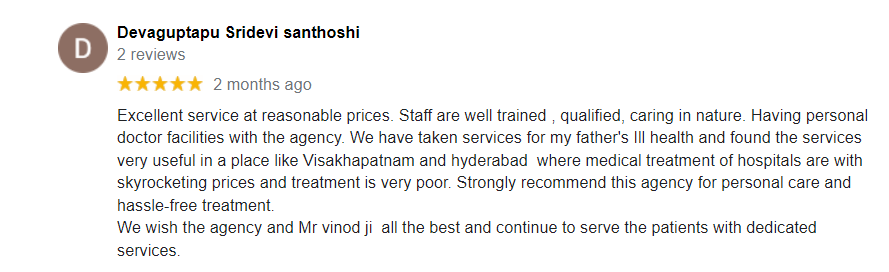 D
Devaguptapu Sridevi santhoshi
2 reviews
2 months ago
Excellent service at reasonable prices. Staff are well trained , qualified, caring in nature. Having personal
doctor facilities with the agency. We have taken services for my father's Ill health and found the services
very useful in a place like Visakhapatnam and hyderabad  where medical treatment of hospitals are with
skyrocketing prices and treatment is very poor. Strongly recommend this agency for personal care and
hassle-free treatment.
We wish the agency and Mr vinod ji  all the best and continue to serve the patients with dedicated
services.